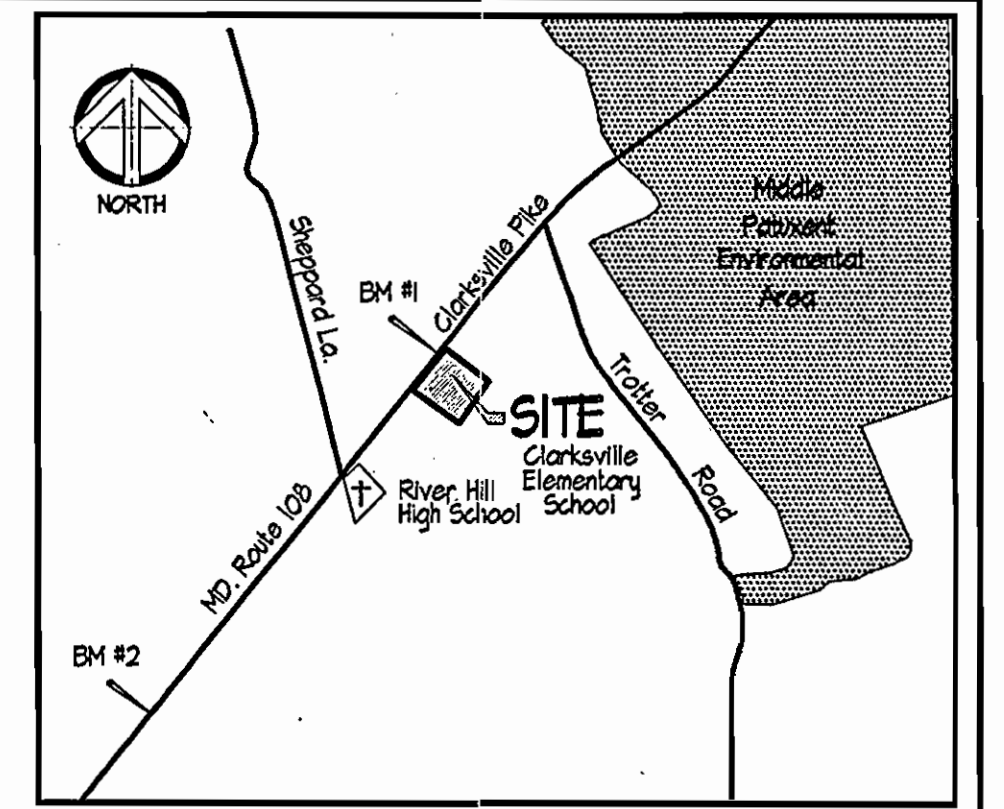 NORTH
Sheppard La.
BM #1
Clarksville Pike
Middle
Patuxent
Environmental
Area
Trotter
Road
SITE
Clarksville
Elementary
School
River Hill
High School
MD. Route 108
BM #2